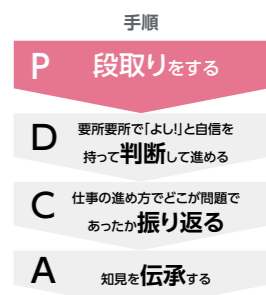 手順
P 段取りをする
D 要所要所で「よし!」と自信を
持って判断して進める
C 仕事の進め方でどこが問題で
あったか振り返る
A 知見を伝承する